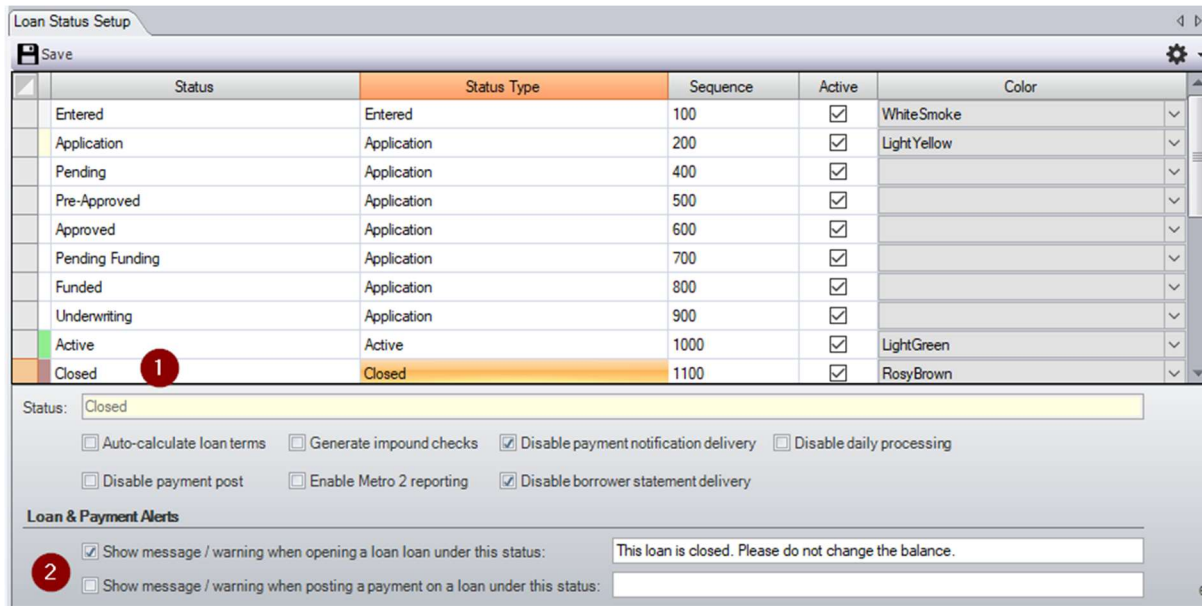 Loan Status Setup
Save
Status Status Type Sequence Active Color
Entered Entered 100 WhiteSmoke
Application Application 200 LightYellow
Pending Application 400
Pre-Approved Application 500
Approved Application 600
Pending Funding Application 700
Funded Application 800
Underwriting Application 900
Active Active 1000 LightGreen
Closed 1 Closed 1100 RosyBrown
Status: Closed
Auto-calculate loan terms Generate impound checks Disable payment notification delivery Disable daily processing
Disable payment post Enable Metro 2 reporting Disable borrower statement delivery
Loan & Payment Alerts
Show message / warning when opening a loan loan under this status: This loan is closed. Please do not change the balance.
2
Show message / warning when posting a payment on a loan under this status: